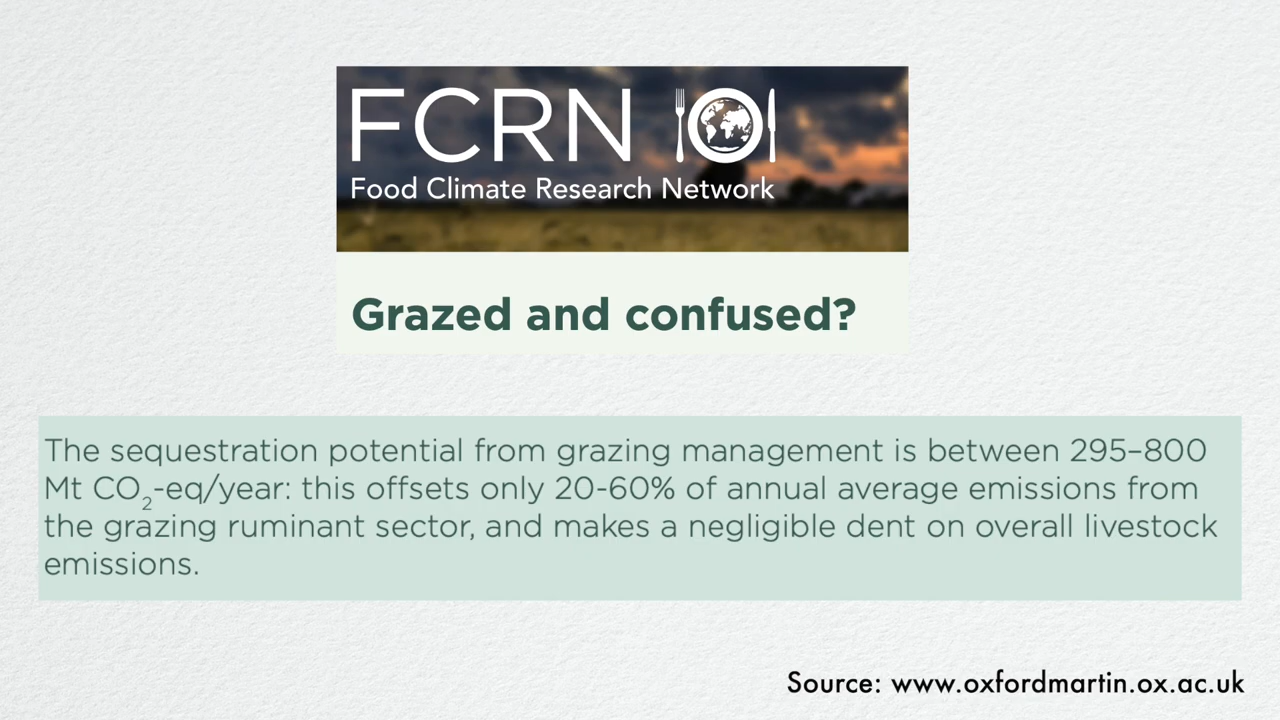 FCRN
Food Climate Research Network
Grazed and confused?
The sequestration potential from grazing management is between 295–800
Mt CO₂-eq/year: this offsets only 20-60% of annual average emissions from
the grazing ruminant sector, and makes a negligible dent on overall livestock
emissions.
Source: www.oxfordmartin.ox.ac.uk